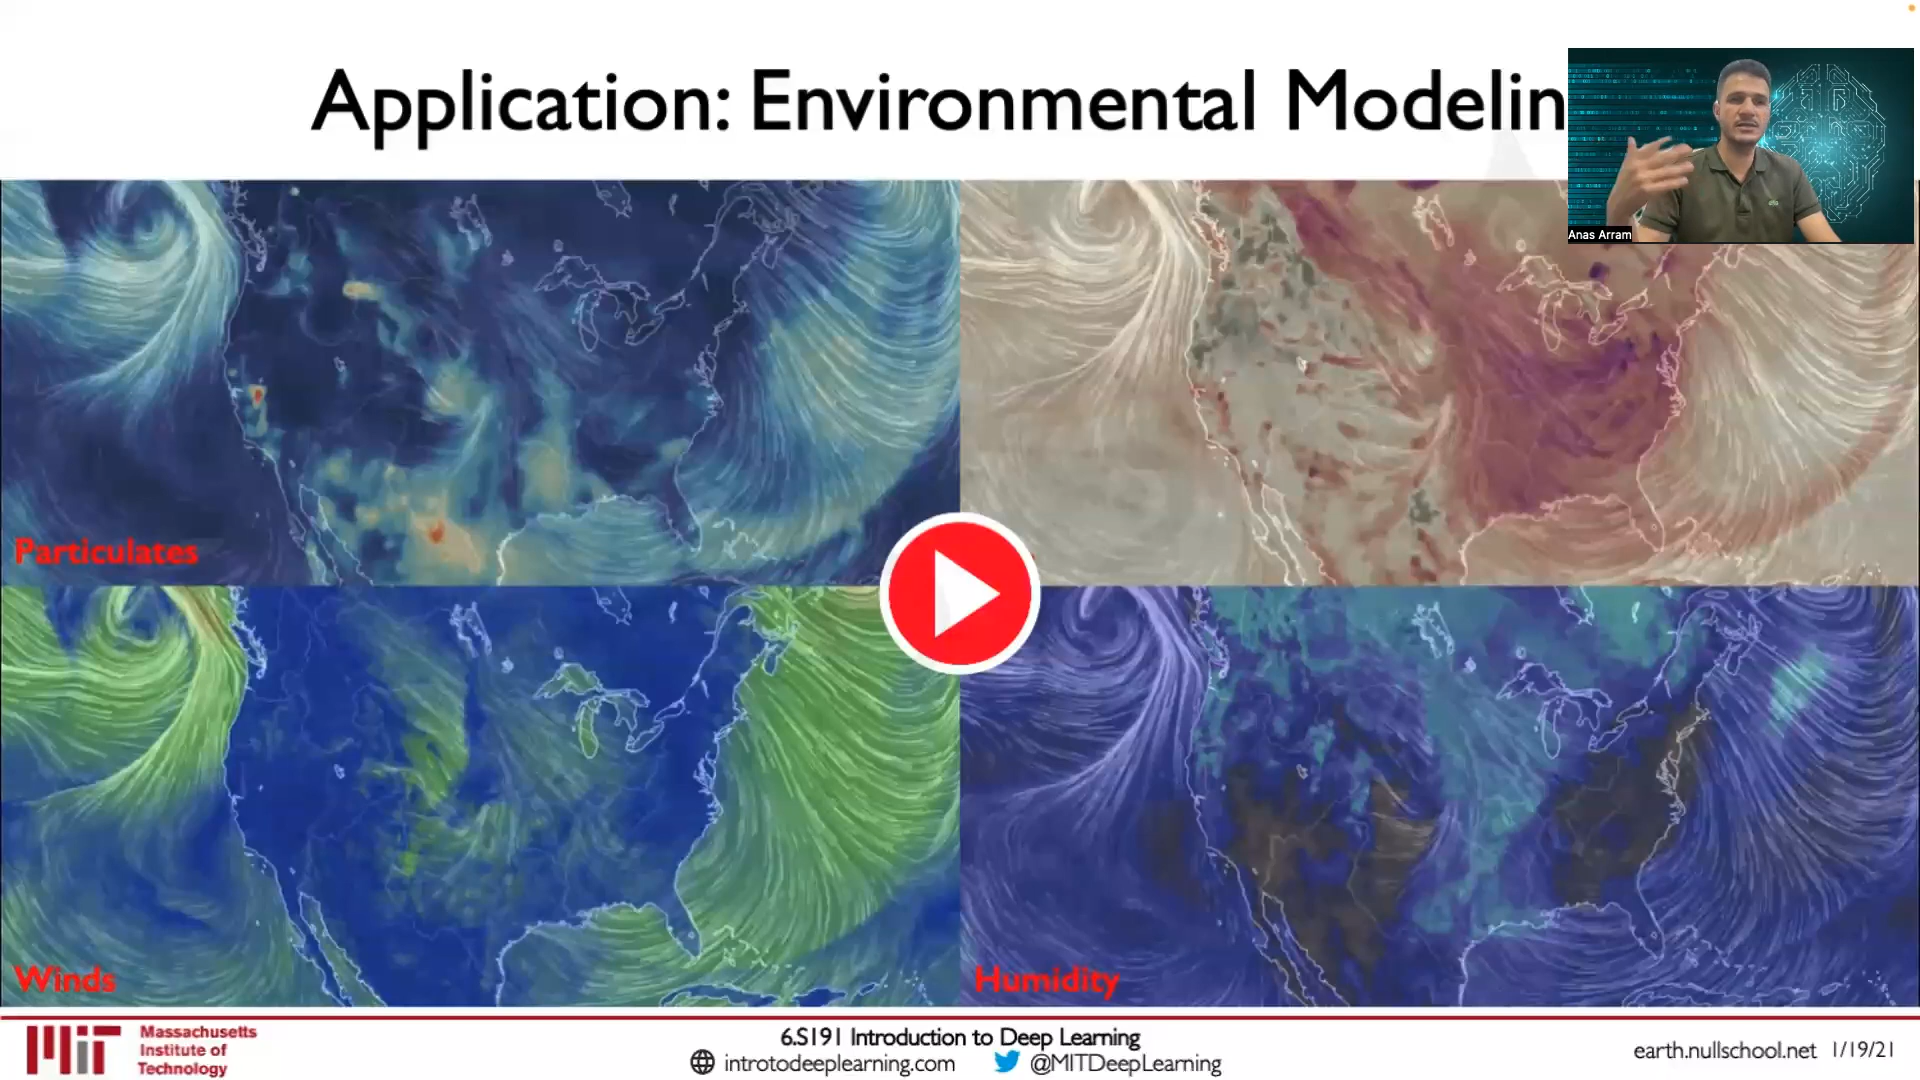 Application: Environmental Modelin
Anas Arram
Particulates
Winds
Humidity
Massachusetts
Institute of
Technology
6.S191 Introduction to Deep Learning
introtodeeplearning.com
@MITDeepLearning
earth.nullschool.net 1/19/21